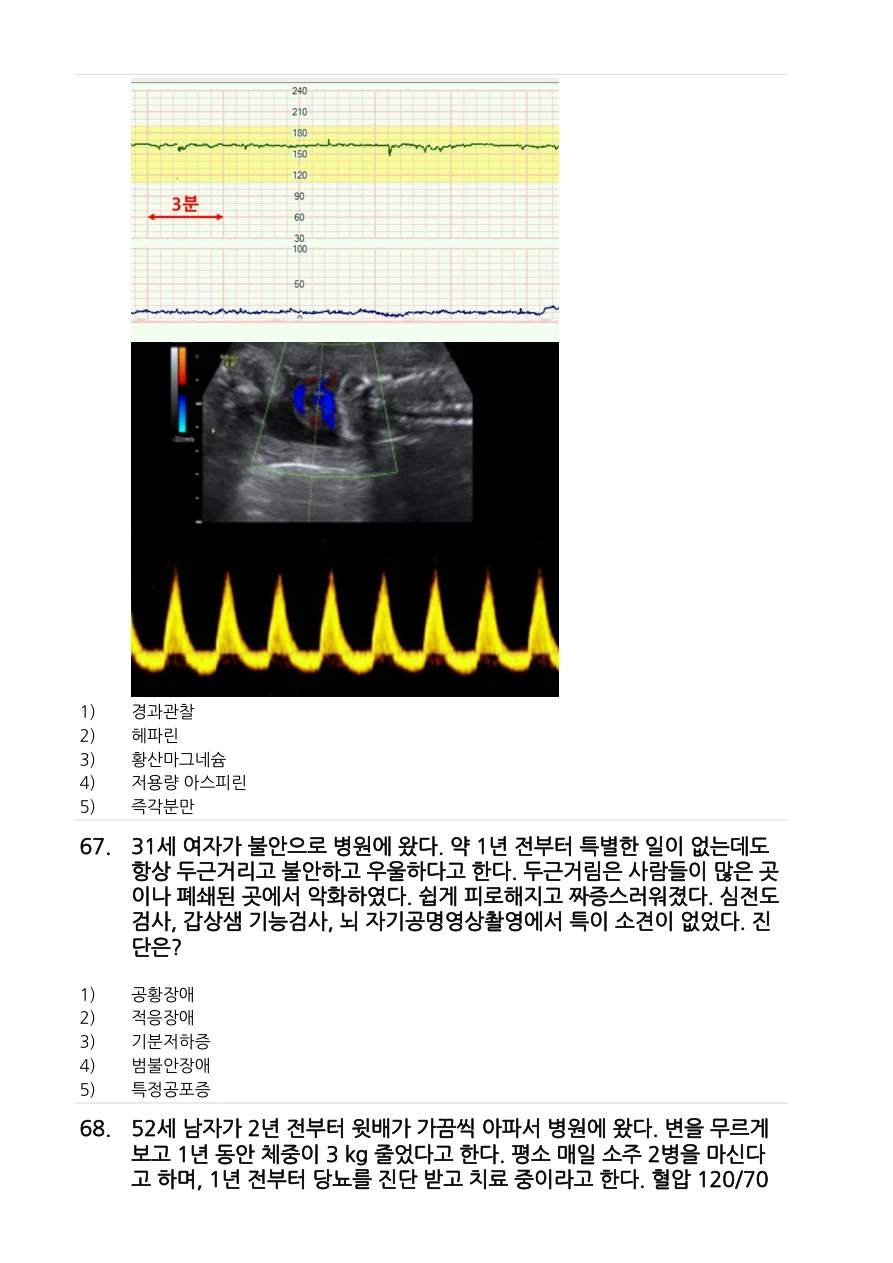 240
210
180
150
120
90
3분
60
30
100
50
0
1) 경과관찰
2) 헤파린
3) 황산마그네슘
4) 저용량 아스피린
5) 즉각분만
67. 31세 여자가 불안으로 병원에 왔다. 약 1년 전부터 특별한 일이 없는데도
항상 두근거리고 불안하고 우울하다고 한다. 두근거림은 사람들이 많은 곳
이나 폐쇄된 곳에서 악화하였다. 쉽게 피로해지고 짜증스러워졌다. 심전도
검사, 갑상샘 기능검사, 뇌 자기공명영상촬영에서 특이 소견이 없었다. 진
단은?
1) 공황장애
2) 적응장애
3) 기분저하증
4) 범불안장애
5) 특정공포증
68. 52세 남자가 2년 전부터 윗배가 가끔씩 아파서 병원에 왔다. 변을 무르게
보고 1년 동안 체중이 3 kg 줄었다고 한다. 평소 매일 소주 2병을 마신다
고 하며, 1년 전부터 당뇨를 진단 받고 치료 중이라고 한다. 혈압 120/70